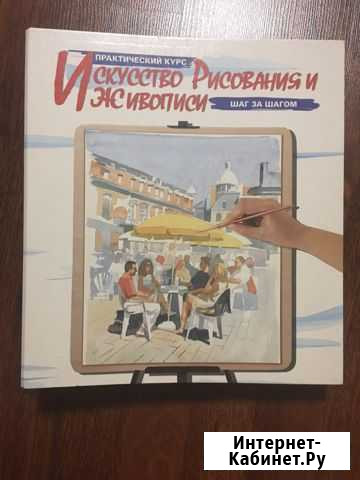 ПРАКТИЧЕСКИЙ КУРС
Искусство Рисования и
Живописи
ШАГ ЗА ШАГОМ
Интернет-
Кабинет.Ру